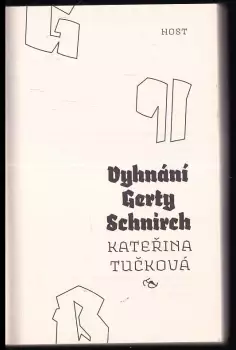 HOST
Vyhnání
Gerty
Schnirch
KATEŘINA
TUČKOVÁ